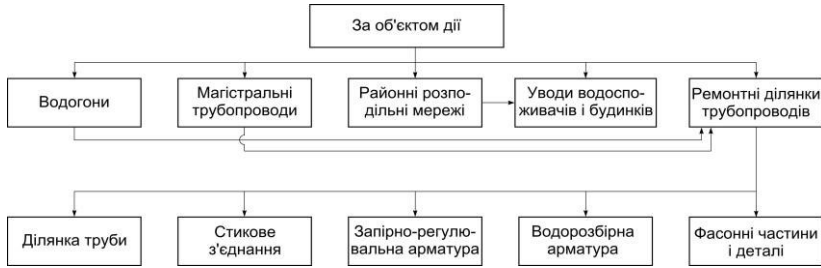 За об'єктом дії
Водогони
Магістральні
трубопроводи
Районні розпо-
дільні мережі
Уводи водоспо-
живачів і будинків
Ремонтні ділянки
трубопроводів
Ділянка труби
Стикове
з'єднання
Запірно-регулю-
вальна арматура
Водорозбірна
арматура
Фасонні частини
і деталі